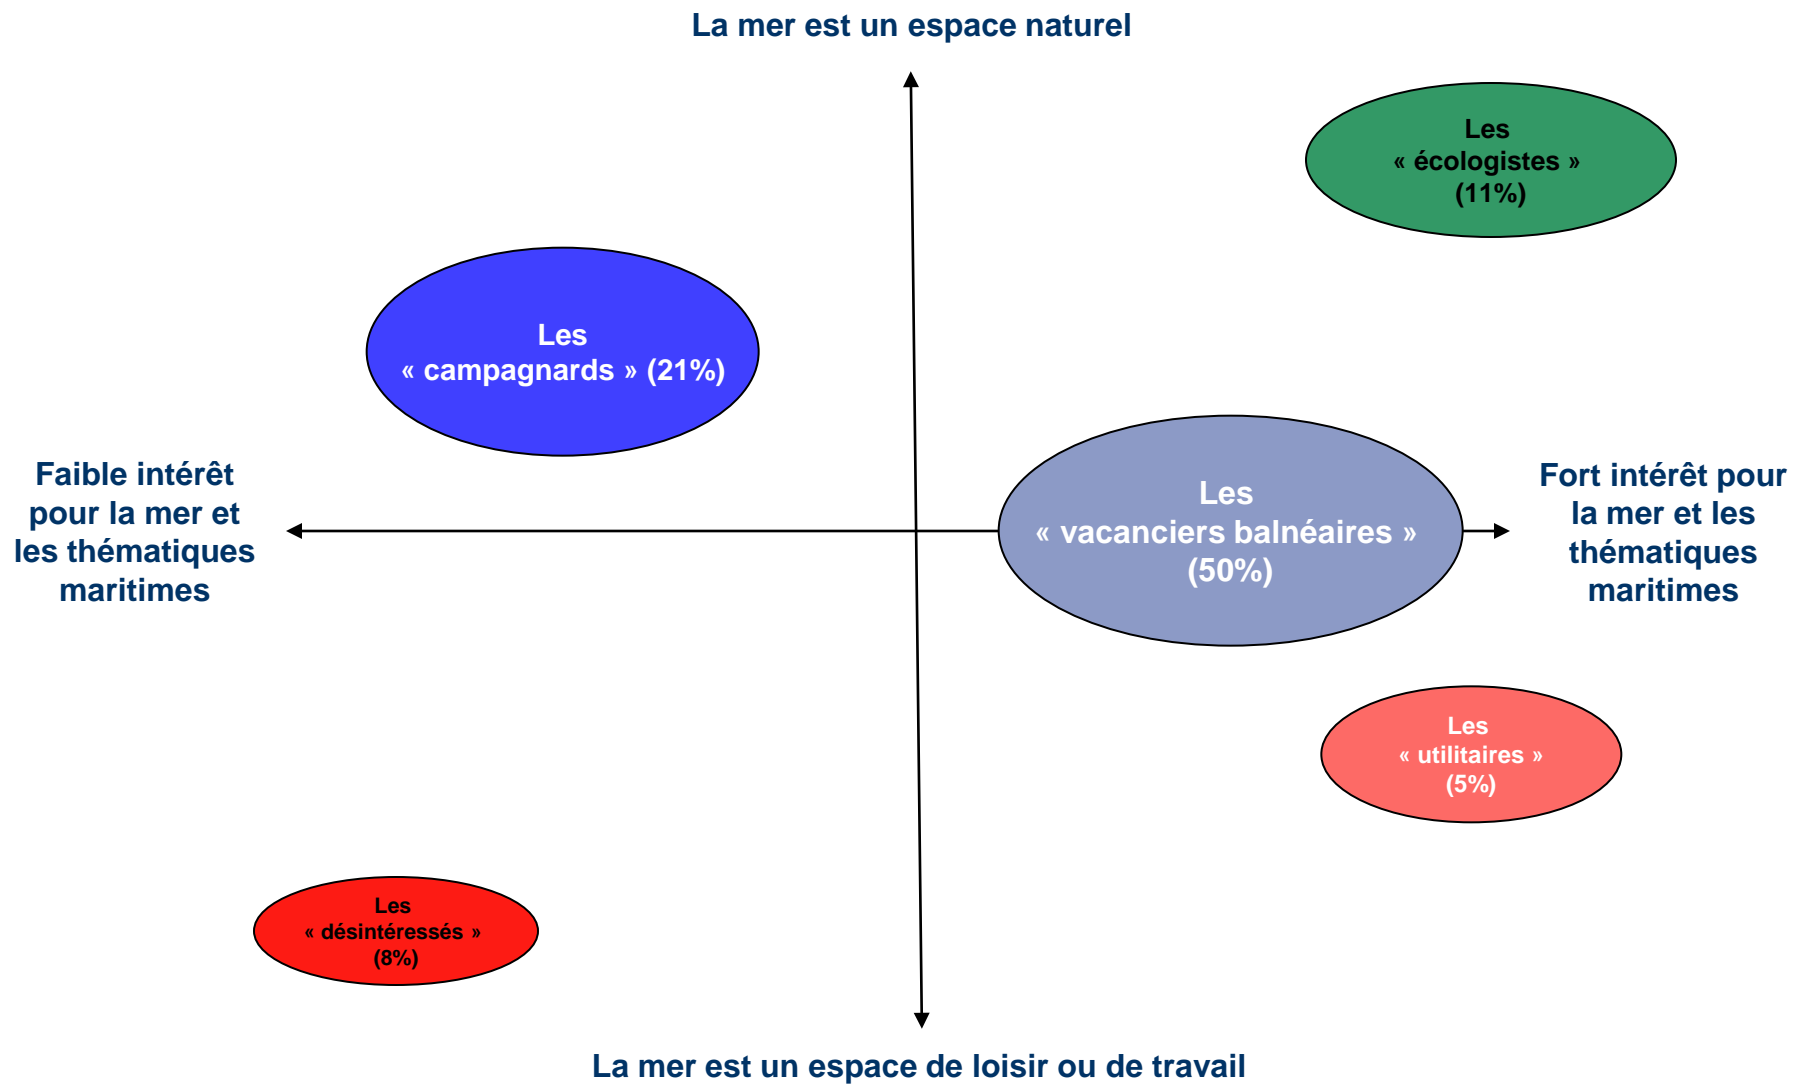 La mer est un espace naturel
Les
« écologistes »
(11%)
Les
« campagnards » (21%)
Faible intérêt
pour la mer et
les thématiques
maritimes
Les
« vacanciers balnéaires »
(50%)
Fort intérêt pour
la mer et les
thématiques
maritimes
Les
« utilitaires »
(5%)
Les
« désintéressés »
(8%)
La mer est un espace de loisir ou de travail